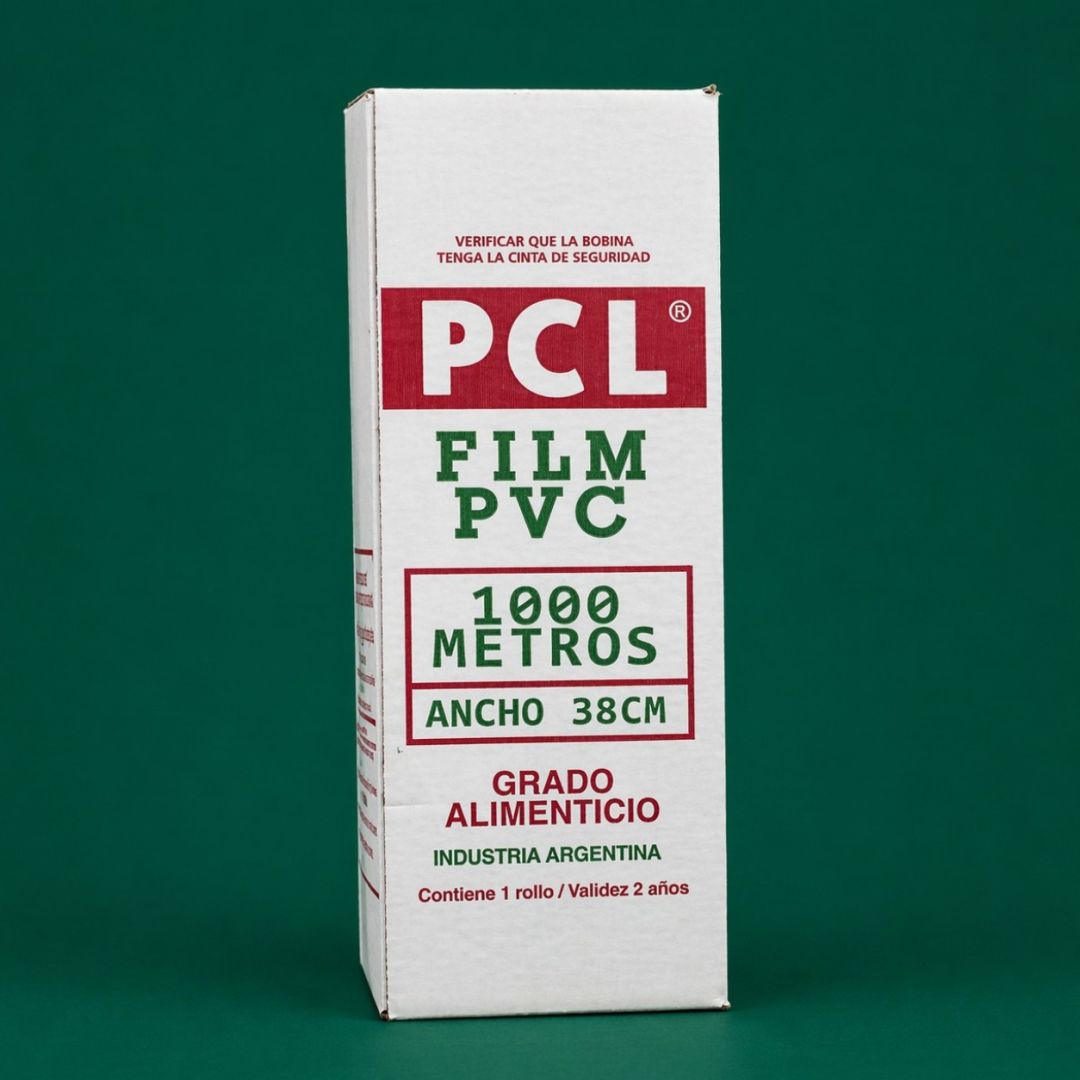 VERIFICAR QUE LA BOBINA
TENGA LA CINTA DE SEGURIDAD
PCL®
FILM
PVC
1000
METROS
ANCHO 38CM
GRADO
ALIMENTICIO
INDUSTRIA ARGENTINA
Contiene 1 rollo / Validez 2 años